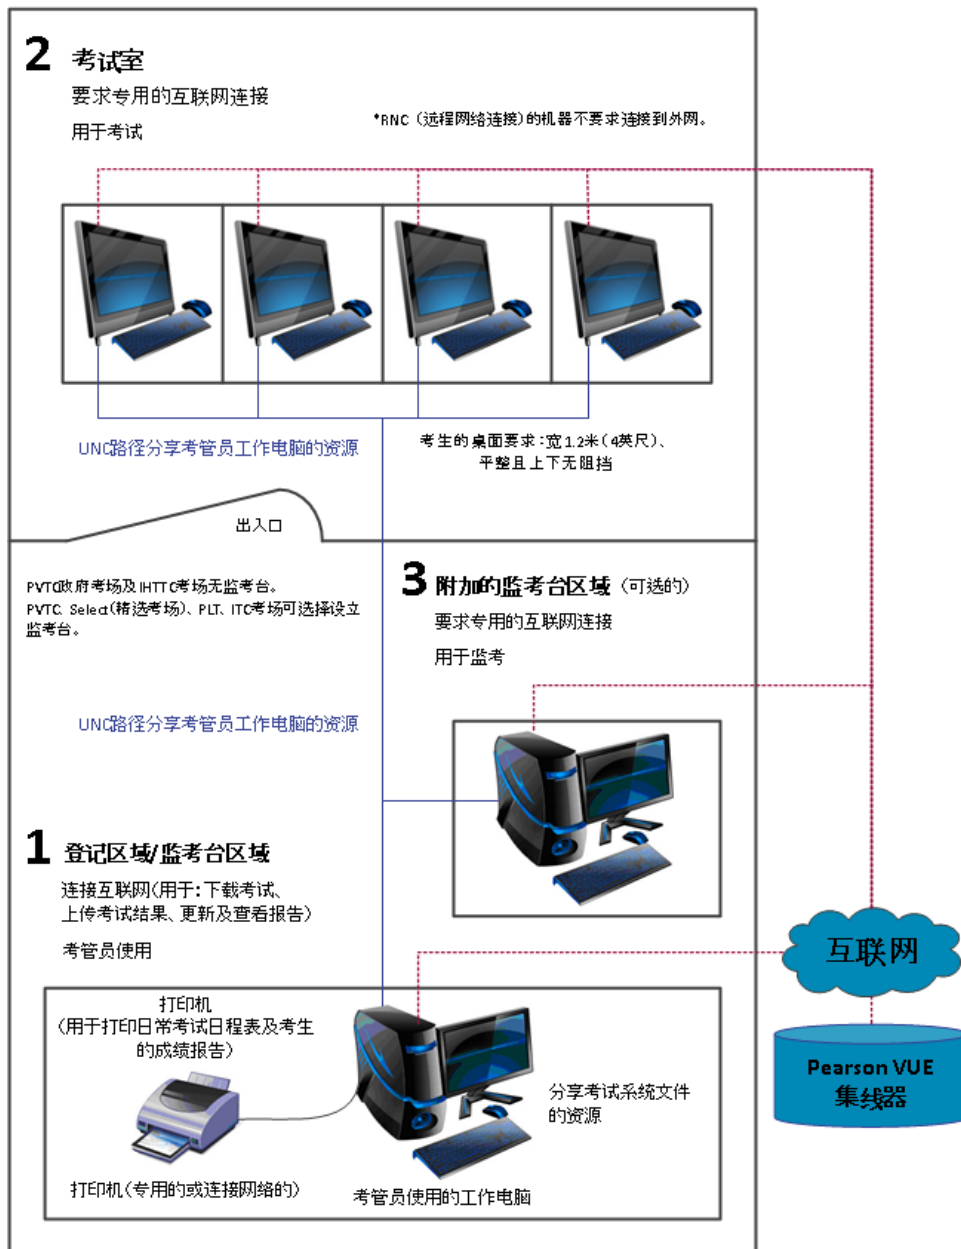 2 考试室
要求专用的互联网连接
用于考试
*RNC (远程网络连接)的机器不要求连接到外网。
UNC路径分享考管员工作电脑的资源
考生的桌面要求:宽1.2米(4英尺)、
平整且上下无阻挡
出入口
PVTC政府考场及IHTTC考场无监考台。
PVTC Select(精选考场)、PLT、ITC考场可选择设立
监考台。
3 附加的监考台区域 (可选的)
要求专用的互联网连接
用于监考
UNC路径分享考管员工作电脑的资源
1 登记区域/监考台区域
连接互联网(用于:下载考试、
上传考试结果、更新及查看报告)
考管员使用
互联网
Pearson VUE
集线器
打印机
(用于打印日常考试日程表及考生
的成绩报告)
分享考试系统文件
的资源
打印机(专用的或连接网络的)
考管员使用的工作电脑